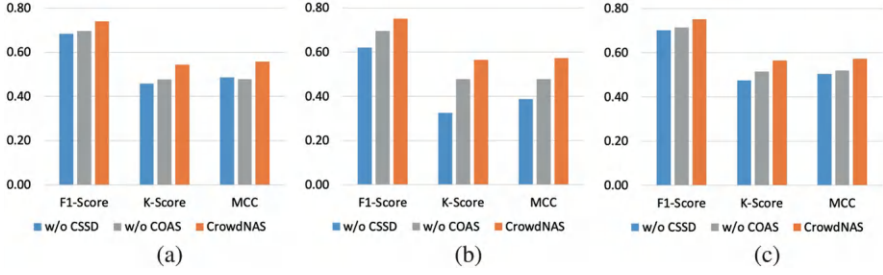 0.80
0.60
0.40
0.20
0.00
F1-Score K-Score MCC
w/o CSSD w/o COAS CrowdNAS
(a)
0.80
0.60
0.40
0.20
0.00
F1-Score K-Score MCC
w/o CSSD w/o COAS CrowdNAS
(b)
0.80
0.60
0.40
0.20
0.00
F1-Score K-Score MCC
w/o CSSD w/o COAS CrowdNAS
(c)